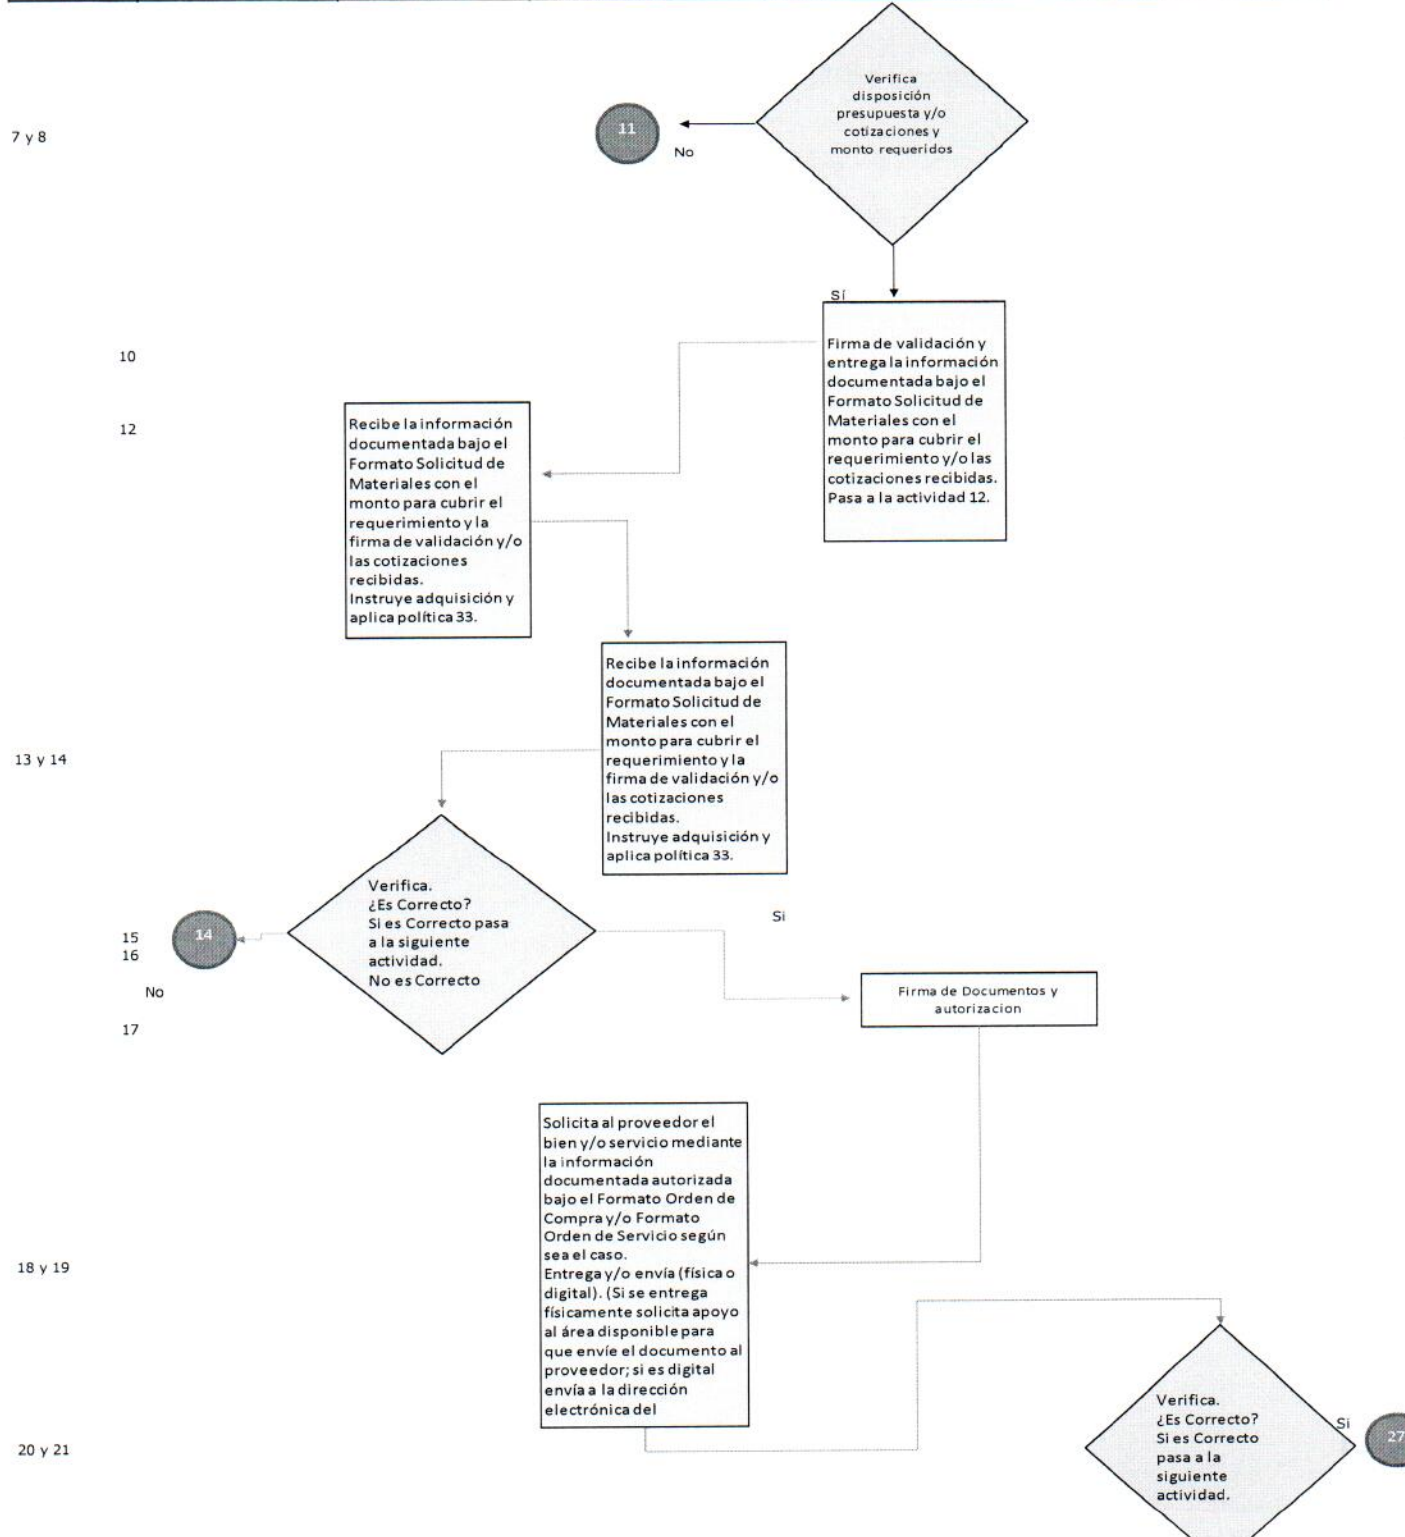 Verifica
disposición
presupuesta y/o
cotizaciones y
monto requeridos
7 y 8
11
No
Sí
10
Firma de validación y
entrega la información
documentada bajo el
Formato Solicitud de
Materiales con el
monto para cubrir el
requerimiento y/o las
cotizaciones recibidas.
Pasa a la actividad 12.
12
Recibe la información
documentada bajo el
Formato Solicitud de
Materiales con el
monto para cubrir el
requerimiento y la
firma de validación y/o
las cotizaciones
recibidas.
Instruye adquisición y
aplica política 33.
Recibe la información
documentada bajo el
Formato Solicitud de
Materiales con el
monto para cubrir el
requerimiento y la
firma de validación y/o
las cotizaciones
recibidas.
Instruye adquisición y
aplica política 33.
13 y 14
Verifica.
¿Es Correcto?
Si es Correcto pasa
a la siguiente
actividad.
No es Correcto
Si
15
16
14
No
17
Firma de Documentos y
autorizacion
Solicita al proveedor el
bien y/o servicio mediante
la información
documentada autorizada
bajo el Formato Orden de
Compra y/o Formato
Orden de Servicio según
sea el caso.
Entrega y/o envía (física o
digital). (Si se entrega
físicamente solicita apoyo
al área disponible para
que envíe el documento al
proveedor; si es digital
envía a la dirección
electrónica del
18 y 19
Verifica.
¿Es Correcto?
Si es Correcto
pasa a la
siguiente
actividad.
Si
27
20 y 21